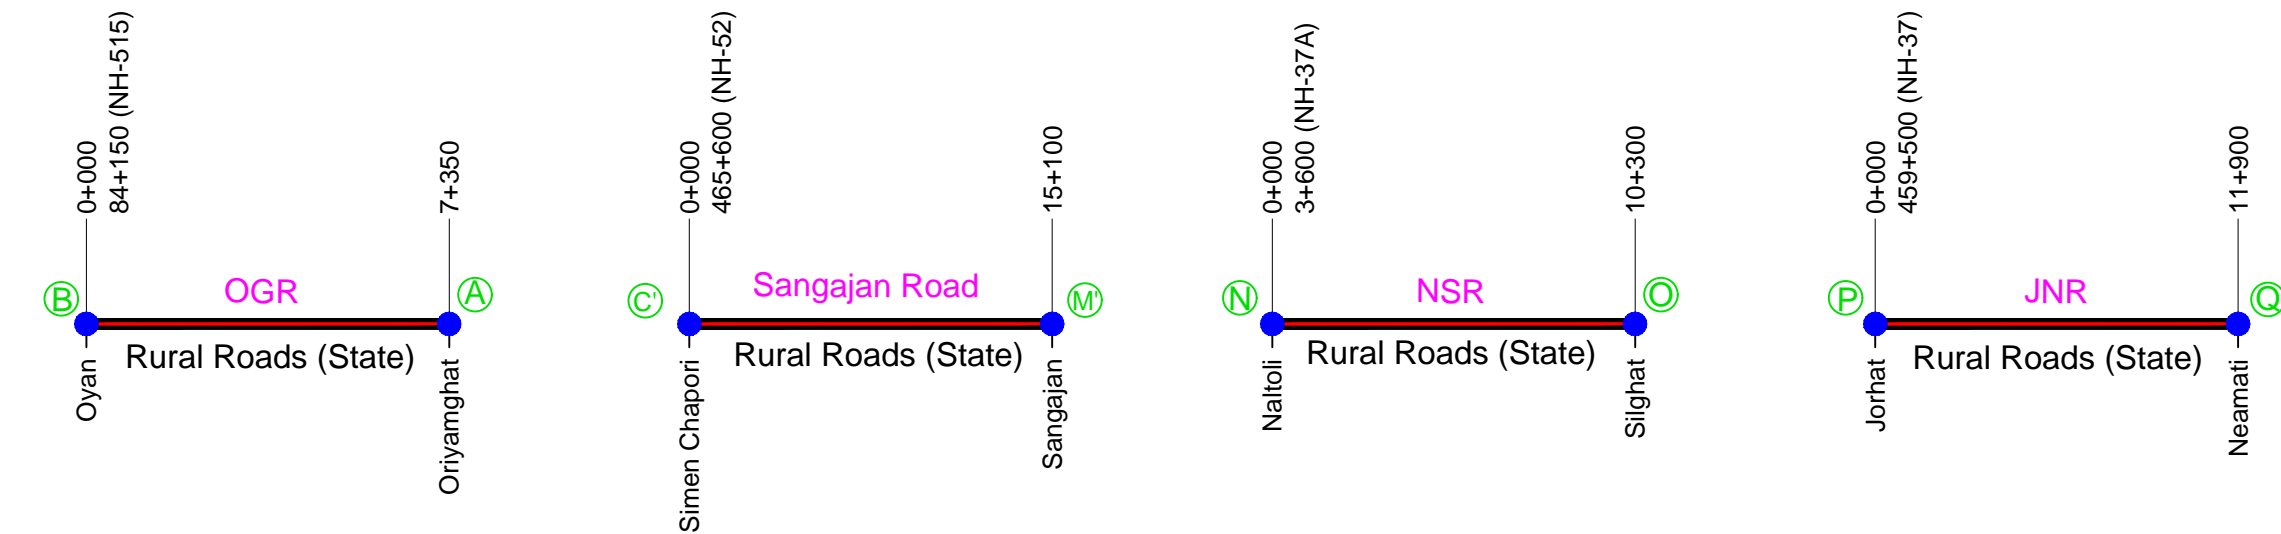 0+000
84+150 (NH-515)
7+350
B
OGR
A
Rural Roads (State)
Oyan
Oriyamghat
0+000
465+600 (NH-52)
15+100
C'
Sangajan Road
M'
Rural Roads (State)
Simen Chapori
Sangajan
0+000
3+600 (NH-37A)
10+300
N
NSR
O
Rural Roads (State)
Naltoli
Silghat
0+000
459+500 (NH-37)
11+900
P
JNR
Q
Rural Roads (State)
Jorhat
Neamati